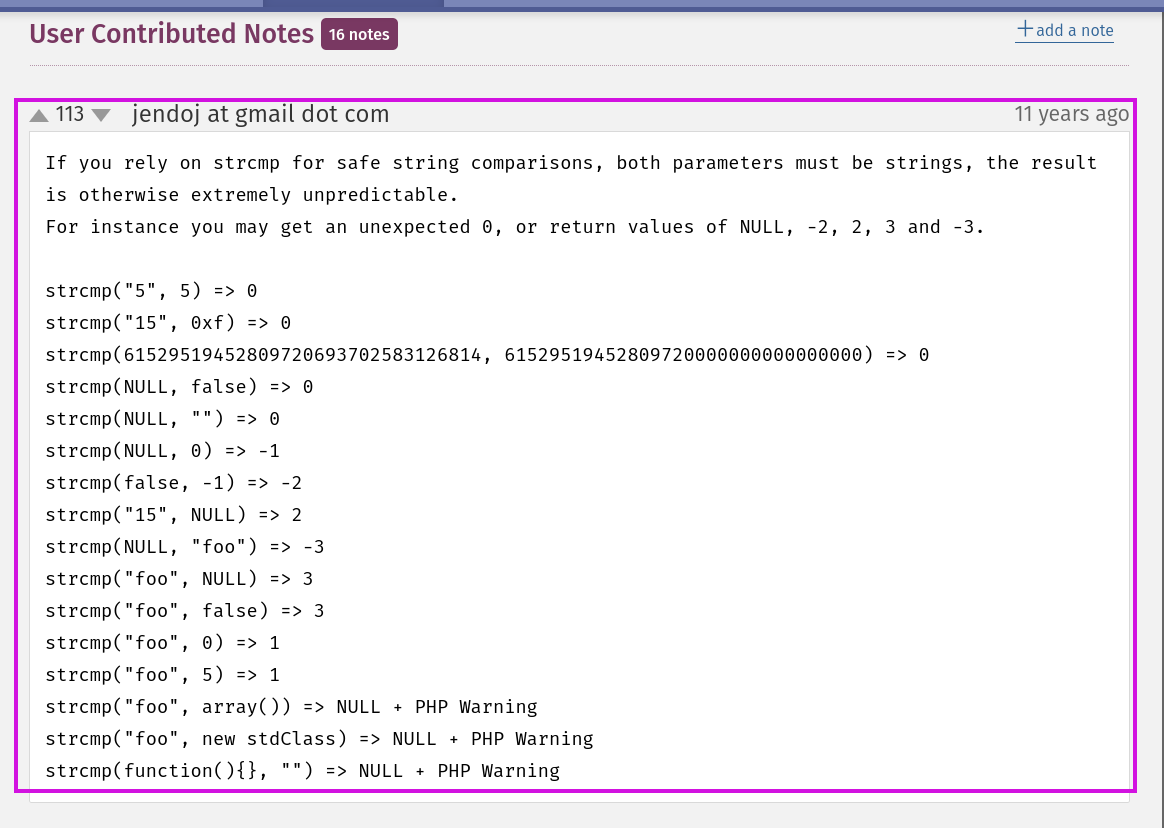 User Contributed Notes 16 notes
+add a note
113 jendoj at gmail dot com
11 years ago
If you rely on strcmp for safe string comparisons, both parameters must be strings, the result
is otherwise extremely unpredictable.
For instance you may get an unexpected 0, or return values of NULL, -2, 2, 3 and -3.
strcmp("5", 5) => 0
strcmp("15", 0xf) => 0
strcmp(61529519452809720693702583126814, 61529519452809720000000000000000) => 0
strcmp(NULL, false) => 0
strcmp(NULL, "") => 0
strcmp(NULL, 0) => -1
strcmp(false, -1) => -2
strcmp("15", NULL) => 2
strcmp(NULL, "foo") => -3
strcmp("foo", NULL) => 3
strcmp("foo", false) => 3
strcmp("foo", 0) => 1
strcmp("foo", 5) => 1
strcmp("foo", array()) => NULL + PHP Warning
strcmp("foo", new stdClass) => NULL + PHP Warning
strcmp(function(){}, "") => NULL + PHP Warning